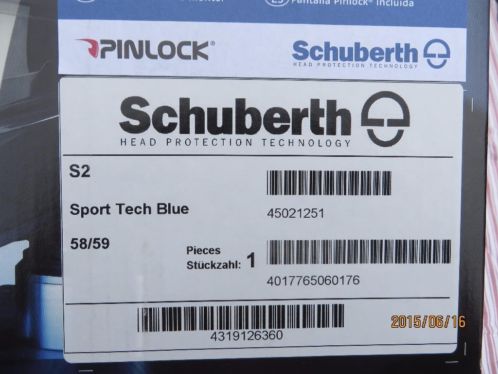 Pantalla Pinlock® incluida
PINLOCK®
Schuberth
HEAD PROTECTION TECHNOLOGY
Schuberth
HEAD PROTECTION TECHNOLOGY
S2
Sport Tech Blue
45021251
58/59
Pieces
Stückzahl: 1
4017765060176
4319126360
2015/06/16